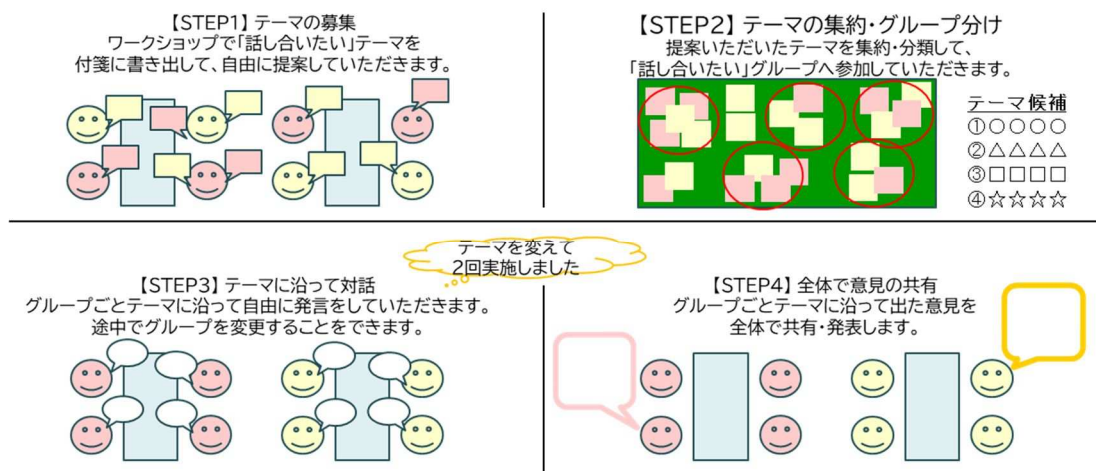 【STEP1】テーマの募集
ワークショップで「話し合いたい」テーマを
付箋に書き出して、自由に提案していただきます。
【STEP2】テーマの集約・グループ分け
提案いただいたテーマを集約・分類して、
「話し合いたい」グループへ参加していただきます。
テーマ候補
①○○○○
②△△△△
③□□□□
④☆☆☆☆
テーマを変えて
2回実施しました
【STEP3】テーマに沿って対話
グループごとテーマに沿って自由に発言をしていただきます。
途中でグループを変更することをできます。
【STEP4】全体で意見の共有
グループごとテーマに沿って出た意見を
全体で共有・発表します。